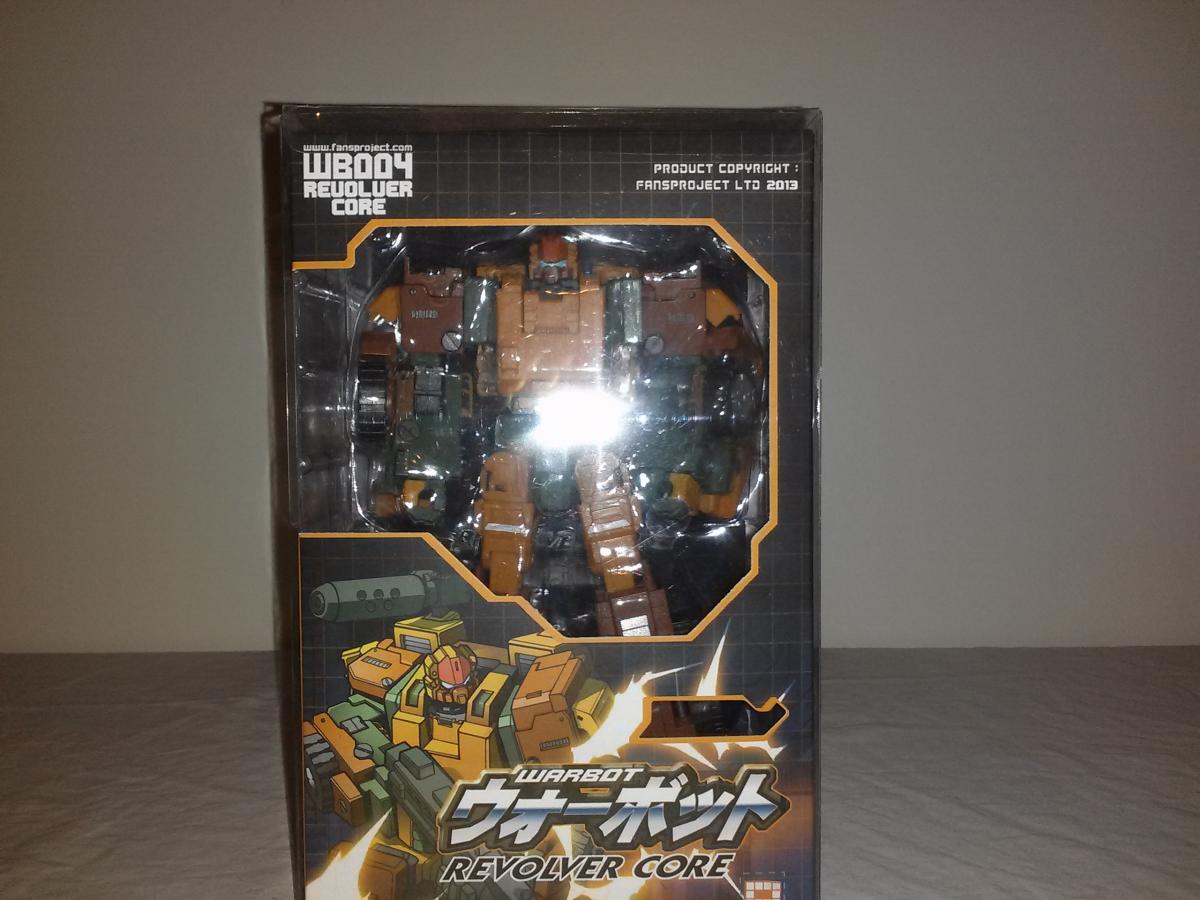 www.fansproject.com
WB004
REVOLVER
CORE
PRODUCT COPYRIGHT :
FANSPROJECT LTD 2013
WARBOT
ウォーボット
REVOLVER CORE